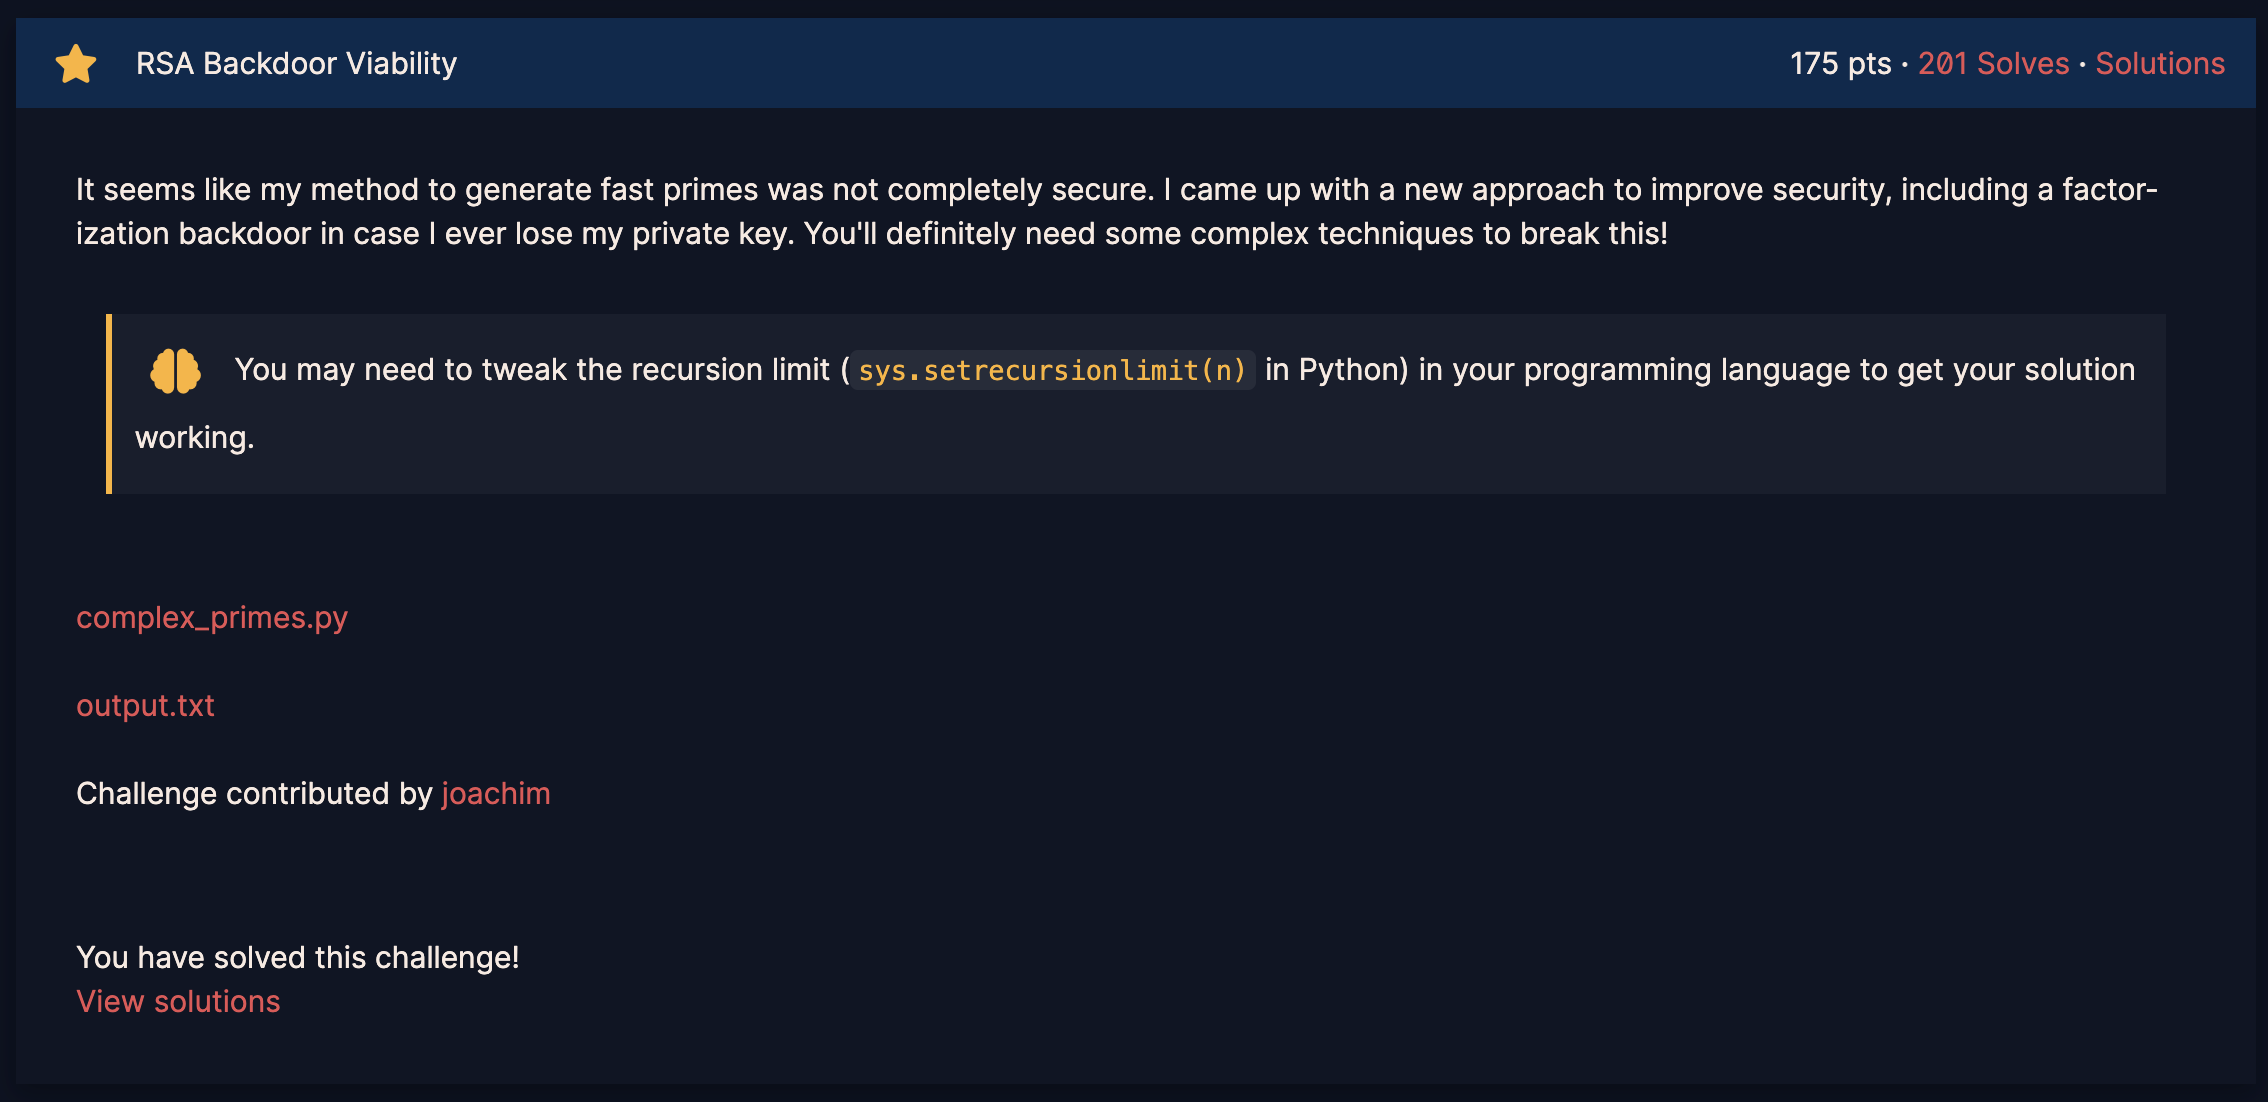 RSA Backdoor Viability
175 pts · 201 Solves · Solutions
It seems like my method to generate fast primes was not completely secure. I came up with a new approach to improve security, including a factor-
ization backdoor in case I ever lose my private key. You'll definitely need some complex techniques to break this!
You may need to tweak the recursion limit (sys.setrecursionlimit(n) in Python) in your programming language to get your solution
working.
complex_primes.py
output.txt
Challenge contributed by joachim
You have solved this challenge!
View solutions